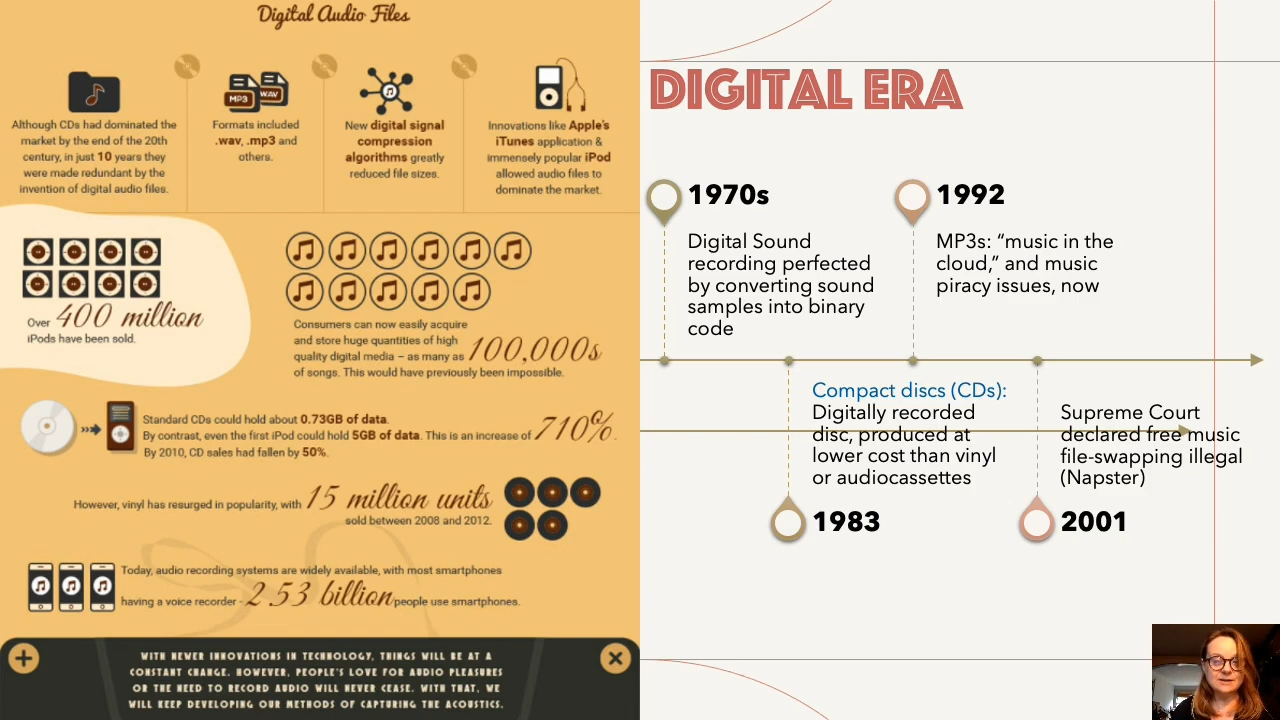 Digital Audio Files
Although CDs had dominated the
market by the end of the 20th
century, in just 10 years they
were made redundant by the
invention of digital audio files.
MP3
WAV
Formats included
.wav, .mp3 and
others.
New digital signal
compression
algorithms greatly
reduced file sizes.
Innovations like Apple's
iTunes application &
immensely popular iPod
allowed audio files to
dominate the market.
Over 400 million
iPods have been sold.
Consumers can now easily acquire
and store huge quantities of high
quality digital media – as many as 100,000s
of songs. This would have previously been impossible.
Standard CDs could hold about 0.73GB of data.
By contrast, even the first iPod could hold 5GB of data. This is an increase of 710%.
By 2010, CD sales had fallen by 50%.
However, vinyl has resurged in popularity, with 15 million units
sold between 2008 and 2012.
Today, audio recording systems are widely available, with most smartphones
having a voice recorder - 2.53 billion people use smartphones.
WITH NEWER INNOVATIONS IN TECHNOLOGY, THINGS WILL BE AT A
CONSTANT CHANGE. HOWEVER, PEOPLE'S LOVE FOR AUDIO PLEASURES
OR THE NEED TO RECORD AUDIO WILL NEVER CEASE. WITH THAT, WE
WILL KEEP DEVELOPING OUR METHODS OF CAPTURING THE ACOUSTICS.
DIGITAL ERA
1970s
Digital Sound
recording perfected
by converting sound
samples into binary
code
1992
MP3s: “music in the
cloud,” and music
piracy issues, now
Compact discs (CDs):
Digitally recorded
disc, produced at
lower cost than vinyl
or audiocassettes
1983
Supreme Court
declared free music
file-swapping illegal
(Napster)
2001